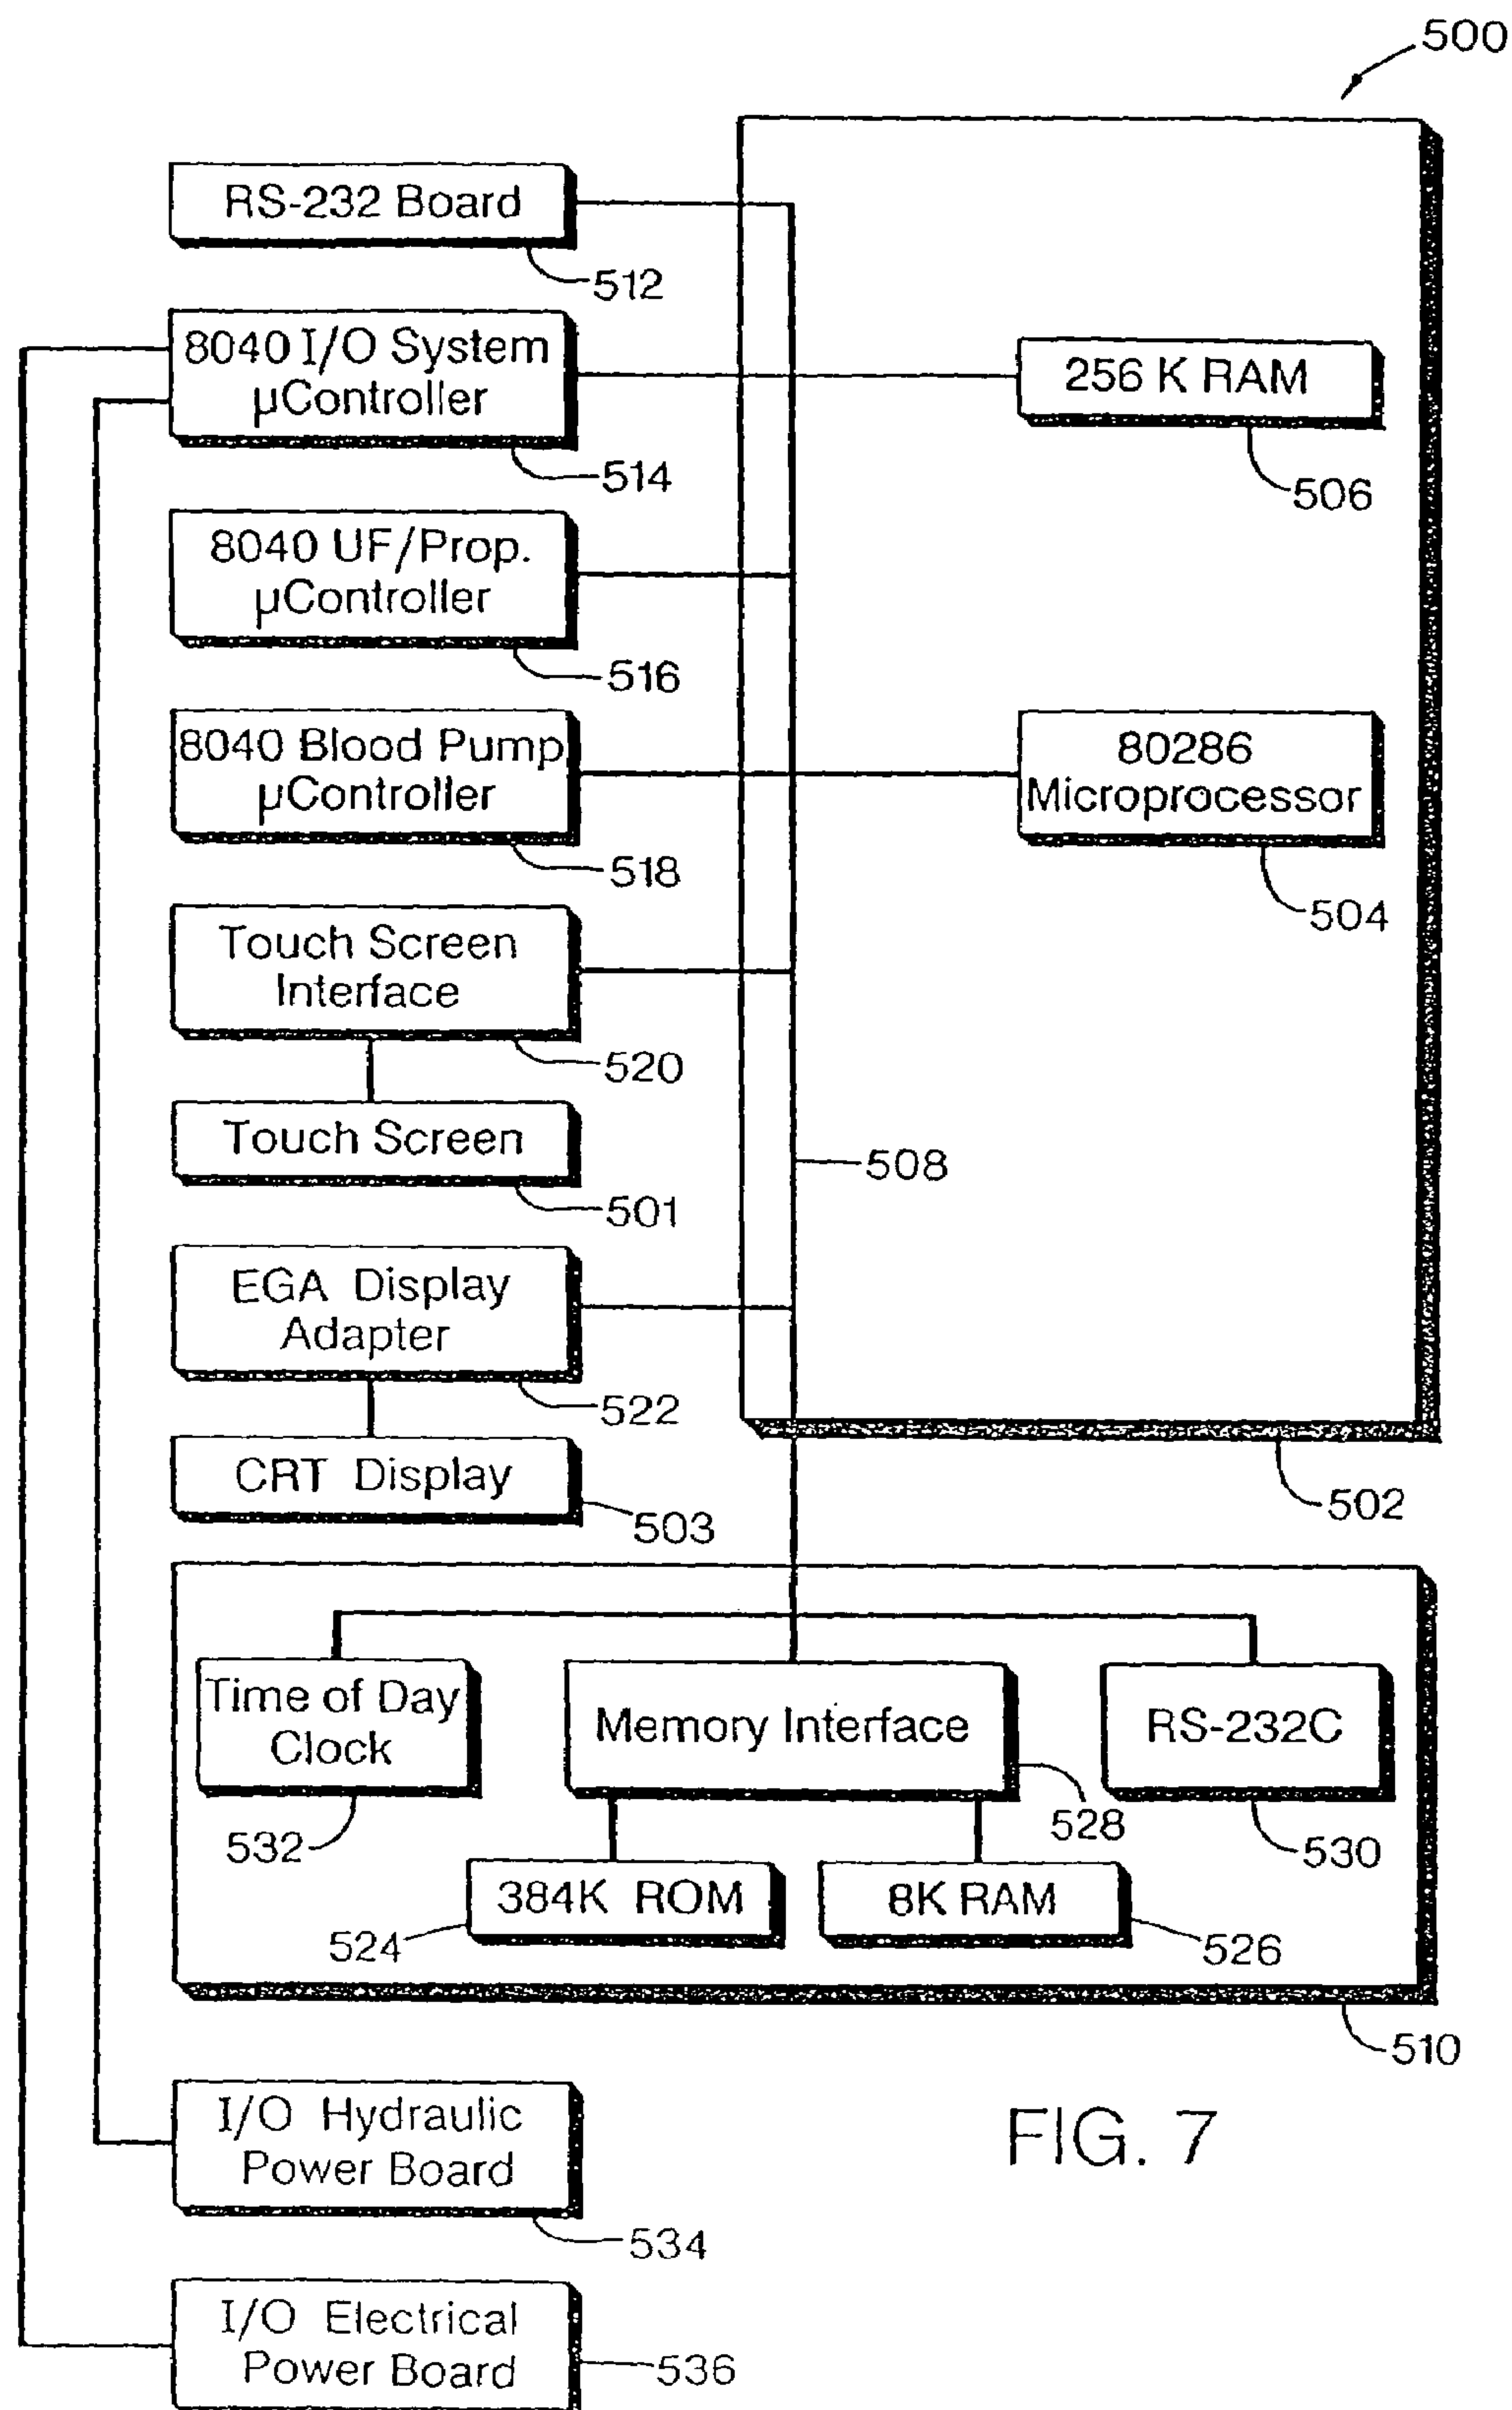 500
RS-232 Board
512
8040 I/O System
µController
514
256 K RAM
506
8040 UF/Prop.
µController
516
8040 Blood Pump
µController
518
80286
Microprocessor
504
Touch Screen
Interface
520
Touch Screen
501
508
EGA Display
Adapter
522
CRT Display
503
502
Time of Day
Clock
532
Memory Interface
528
RS-232C
530
384K ROM
524
8K RAM
526
510
I/O Hydraulic
Power Board
534
I/O Electrical
Power Board
536
FIG. 7